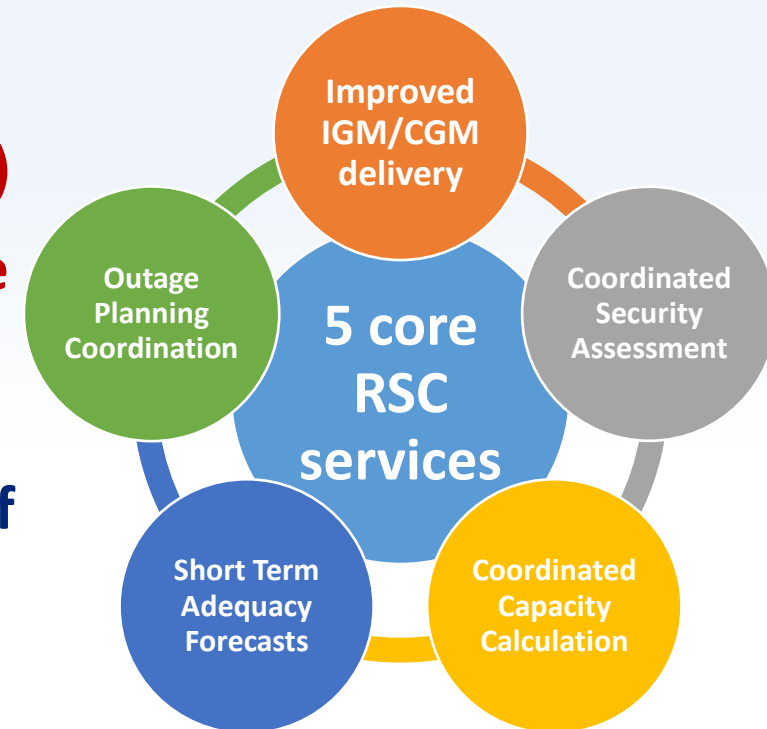 Improved
IGM/CGM
delivery
Coordinated
Security
Assessment
Coordinated
Capacity
Calculation
Short Term
Adequacy
Forecasts
Outage
Planning
Coordination
5 core
RSC
services
)
e
f